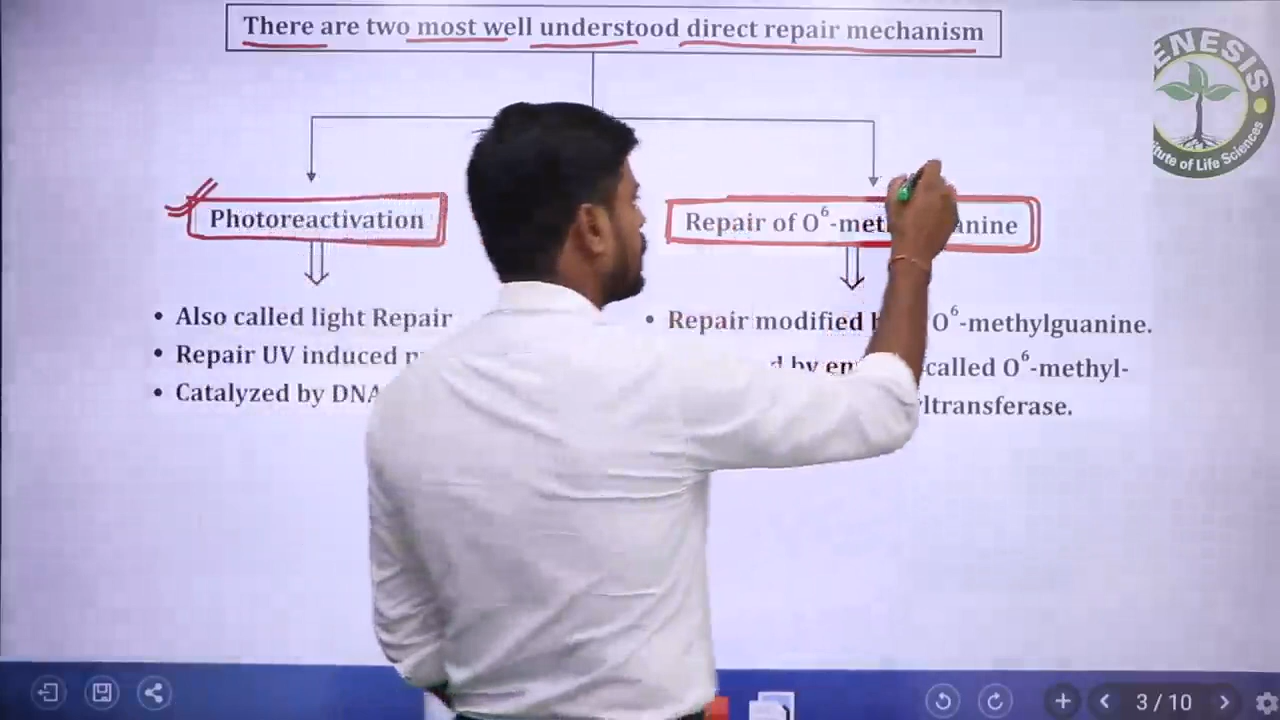 There are two most well understood direct repair mechanism
ENESIS
itute of Life Sciences
Photoreactivation
Repair of O⁶-met anine
• Also called light Repair
• Repair UV induced
• Catalyzed by DNA
• Repair modified O⁶-methylguanine.
by called O⁶-methyl-
ltransferase.
3 / 10